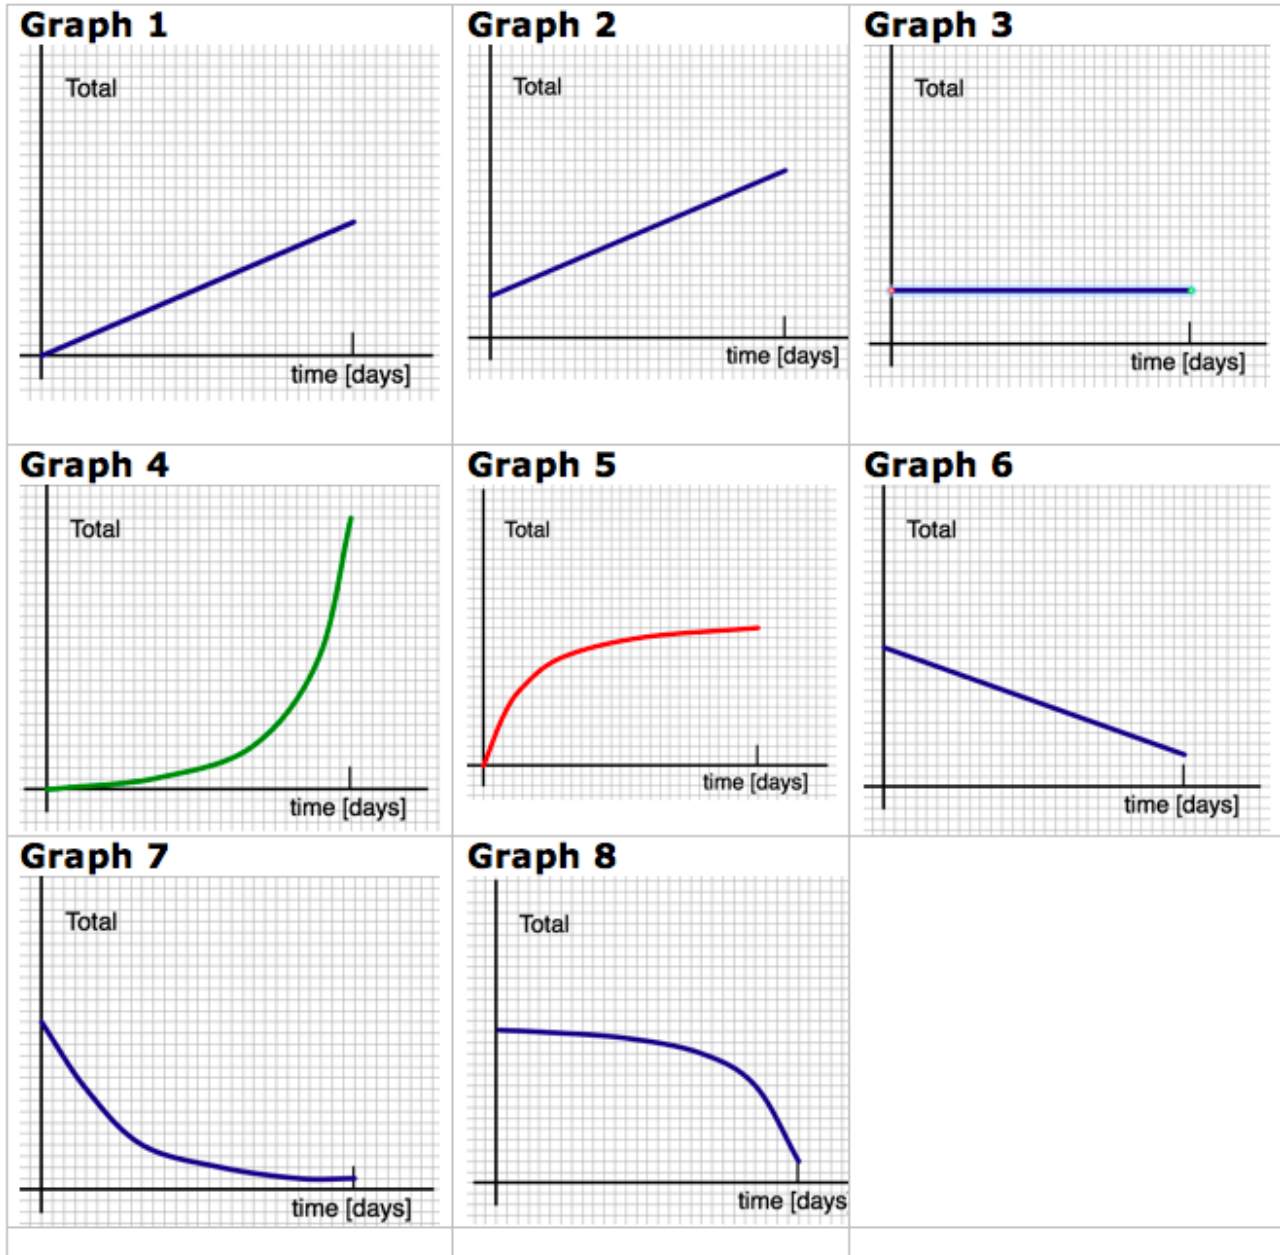 Graph 1
Total
time [days]
Graph 2
Total
time [days]
Graph 3
Total
time [days]
Graph 4
Total
time [days]
Graph 5
Total
time [days]
Graph 6
Total
time [days]
Graph 7
Total
time [days]
Graph 8
Total
time [days